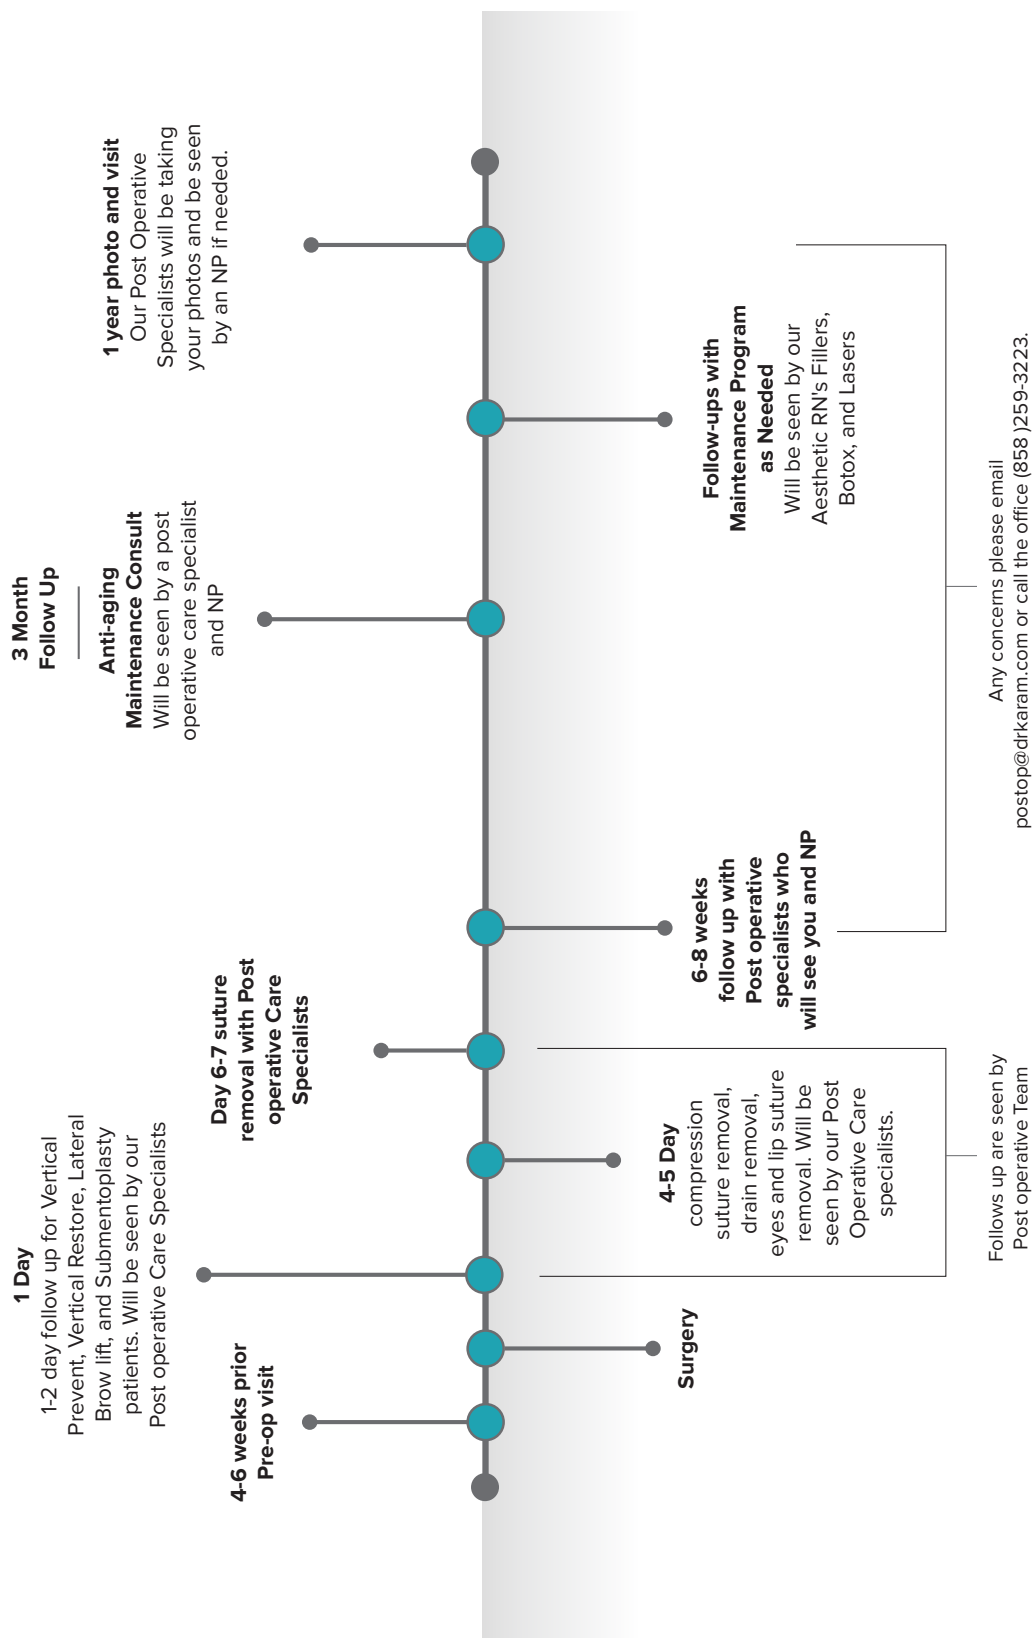 4-6 weeks prior
Pre-op visit
Surgery
1 Day
1-2 day follow up for Vertical
Prevent, Vertical Restore, Lateral
Brow lift, and Submentoplasty
patients. Will be seen by our
Post operative Care Specialists
4-5 Day
compression
suture removal,
drain removal,
eyes and lip suture
removal. Will be
seen by our Post
Operative Care
specialists.
Day 6-7 suture
removal with Post
operative Care
Specialists
Follows up are seen by
Post operative Team
6-8 weeks
follow up with
Post operative
specialists who
will see you and NP
3 Month
Follow Up
Anti-aging
Maintenance Consult
Will be seen by a post
operative care specialist
and NP
Follow-ups with
Maintenance Program
as Needed
Will be seen by our
Aesthetic RN's Fillers,
Botox, and Lasers
1 year photo and visit
Our Post Operative
Specialists will be taking
your photos and be seen
by an NP if needed.
Any concerns please email
postop@drkaram.com or call the office (858 )259-3223.